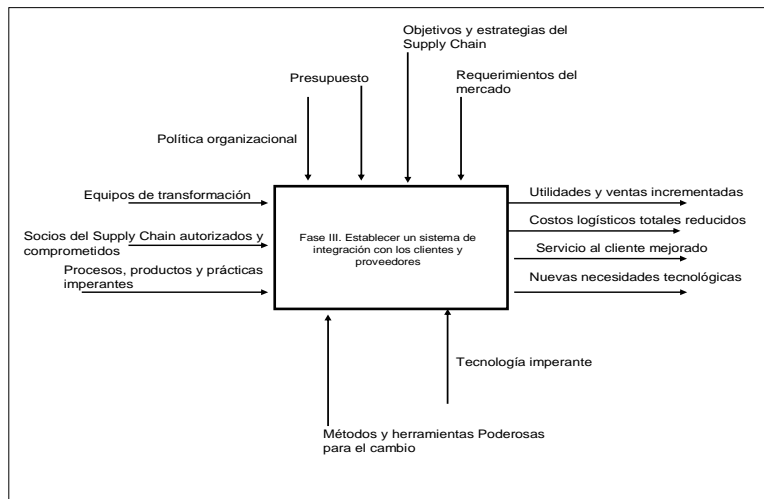 Objetivos y estrategias del
Supply Chain
Presupuesto
Requerimientos del
mercado
Política organizacional
Equipos de transformación
Socios del Supply Chain autorizados y
comprometidos
Procesos, productos y prácticas
imperantes
Fase III. Establecer un sistema de
integración con los clientes y
proveedores
Utilidades y ventas incrementadas
Costos logísticos totales reducidos
Servicio al cliente mejorado
Nuevas necesidades tecnológicas
Tecnología imperante
Métodos y herramientas Poderosas
para el cambio